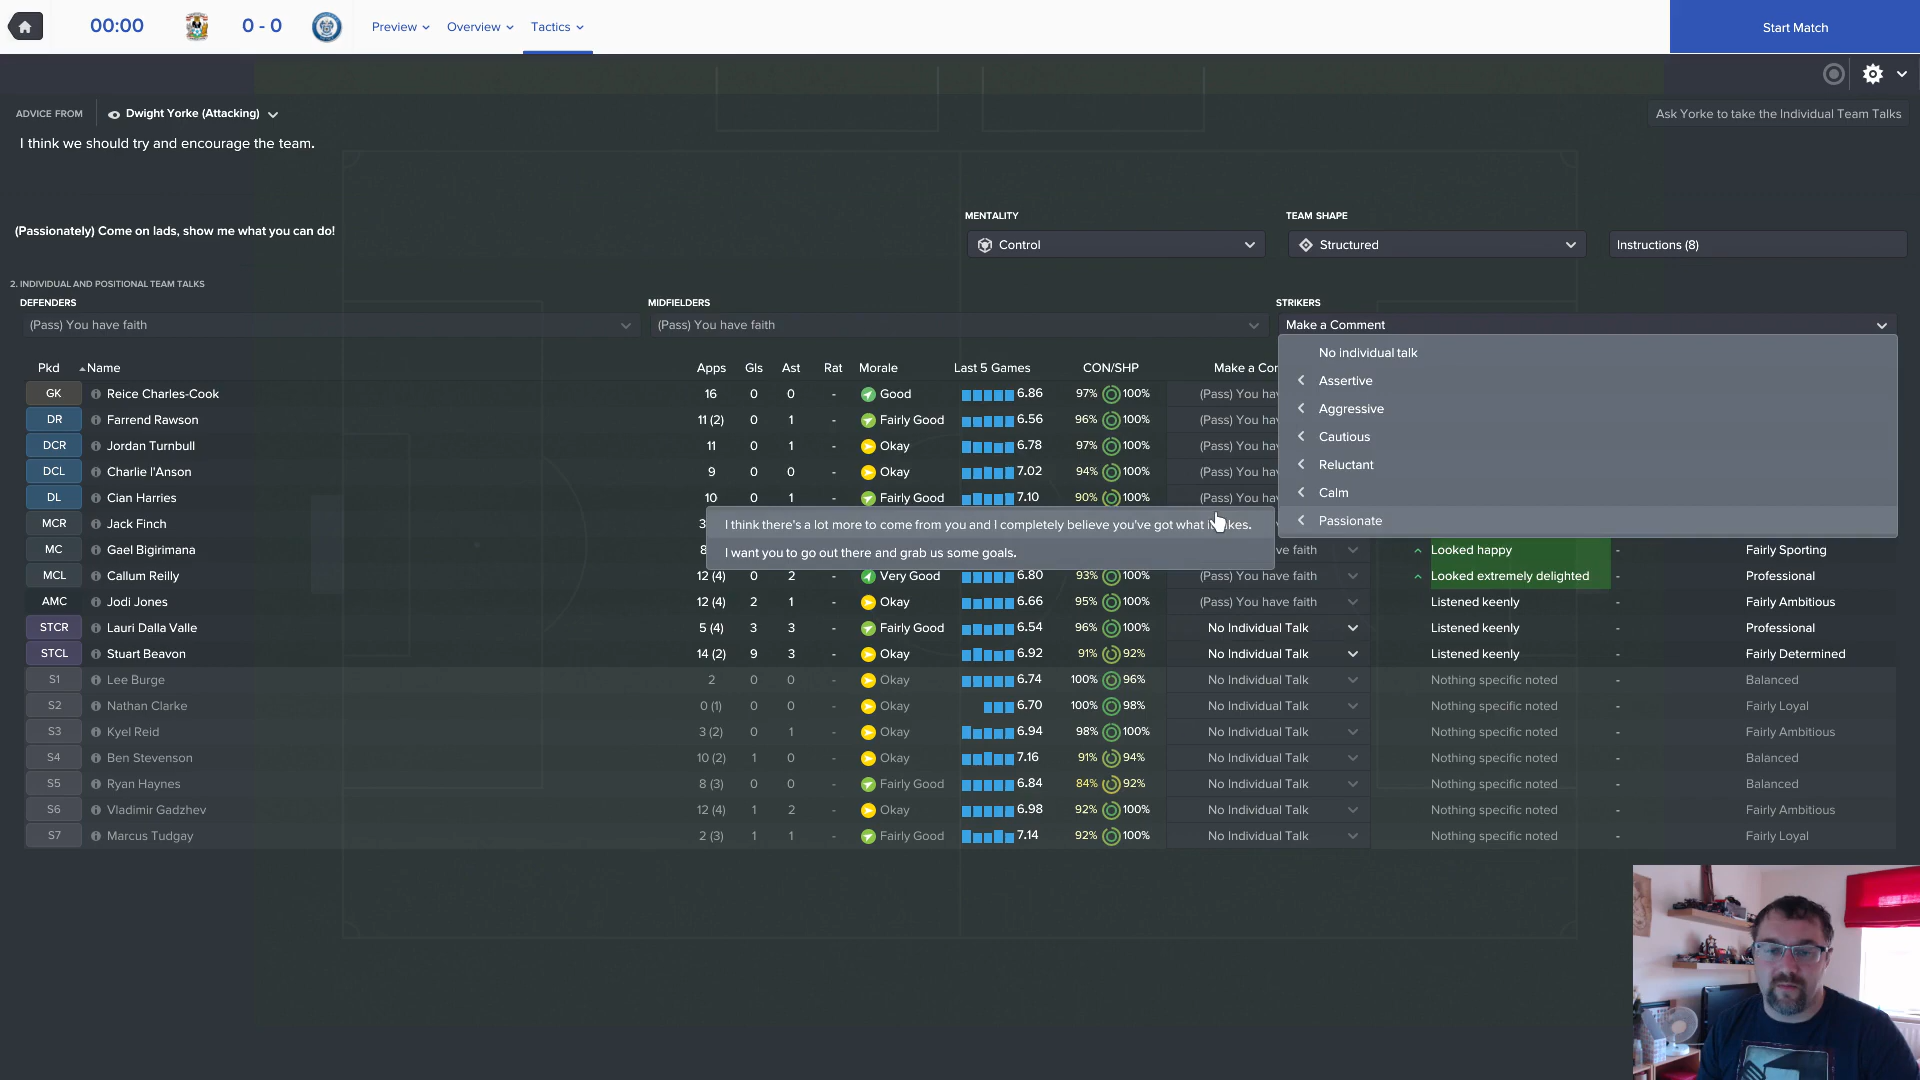 00:00 0 - 0 Preview Overview Tactics Start Match
ADVICE FROM Dwight Yorke (Attacking) Ask Yorke to take the Individual Team Talks
I think we should try and encourage the team.
MENTALITY TEAM SHAPE
(Passionately) Come on lads, show me what you can do! Control Structured Instructions (8)
2. INDIVIDUAL AND POSITIONAL TEAM TALKS
DEFENDERS MIDFIELDERS STRIKERS
(Pass) You have faith (Pass) You have faith Make a Comment
No individual talk
Assertive
Aggressive
Cautious
Reluctant
Calm
Passionate
I think there's a lot more to come from you and I completely believe you've got what
I want you to go out there and grab us some goals.
Pkd Name Apps Gls Ast Rat Morale Last 5 Games CON/SHP Make a Cor
GK Reice Charles-Cook 16 0 0 - Good 6.86 97% 100% (Pass) You hav
DR Farrend Rawson 11 (2) 0 1 - Fairly Good 6.56 96% 100% (Pass) You hav
DCR Jordan Turnbull 11 0 1 - Okay 6.78 97% 100% (Pass) You hav
DCL Charlie I'Anson 9 0 0 - Okay 7.02 94% 100% (Pass) You hav
DL Cian Harries 10 0 1 - Fairly Good 7.10 90% 100% (Pass) You hav
MCR Jack Finch 3
MC Gael Bigirimana 8 ve faith Looked happy - Fairly Sporting
MCL Callum Reilly 12 (4) 0 2 - Very Good 6.80 93% 100% (Pass) You have faith Looked extremely delighted - Professional
AMC Jodi Jones 12 (4) 2 1 - Okay 6.66 95% 100% (Pass) You have faith Listened keenly - Fairly Ambitious
STCR Lauri Dalla Valle 5 (4) 3 3 - Fairly Good 6.54 96% 100% No Individual Talk Listened keenly - Professional
STCL Stuart Beavon 14 (2) 9 3 - Okay 6.92 91% 92% No Individual Talk Listened keenly - Fairly Determined
S1 Lee Burge 2 0 0 - Okay 6.74 100% 96% No Individual Talk Nothing specific noted - Balanced
S2 Nathan Clarke 0 (1) 0 0 - Okay 6.70 100% 98% No Individual Talk Nothing specific noted - Fairly Loyal
S3 Kyel Reid 3 (2) 0 1 - Okay 6.94 98% 100% No Individual Talk Nothing specific noted - Fairly Ambitious
S4 Ben Stevenson 10 (2) 1 0 - Okay 7.16 91% 94% No Individual Talk Nothing specific noted - Balanced
S5 Ryan Haynes 8 (3) 0 0 - Fairly Good 6.84 84% 92% No Individual Talk Nothing specific noted - Balanced
S6 Vladimir Gadzhev 12 (4) 1 2 - Okay 6.98 92% 100% No Individual Talk Nothing specific noted - Fairly Ambitious
S7 Marcus Tudgay 2 (3) 1 1 - Fairly Good 7.14 92% 100% No Individual Talk Nothing specific noted - Fairly Loyal